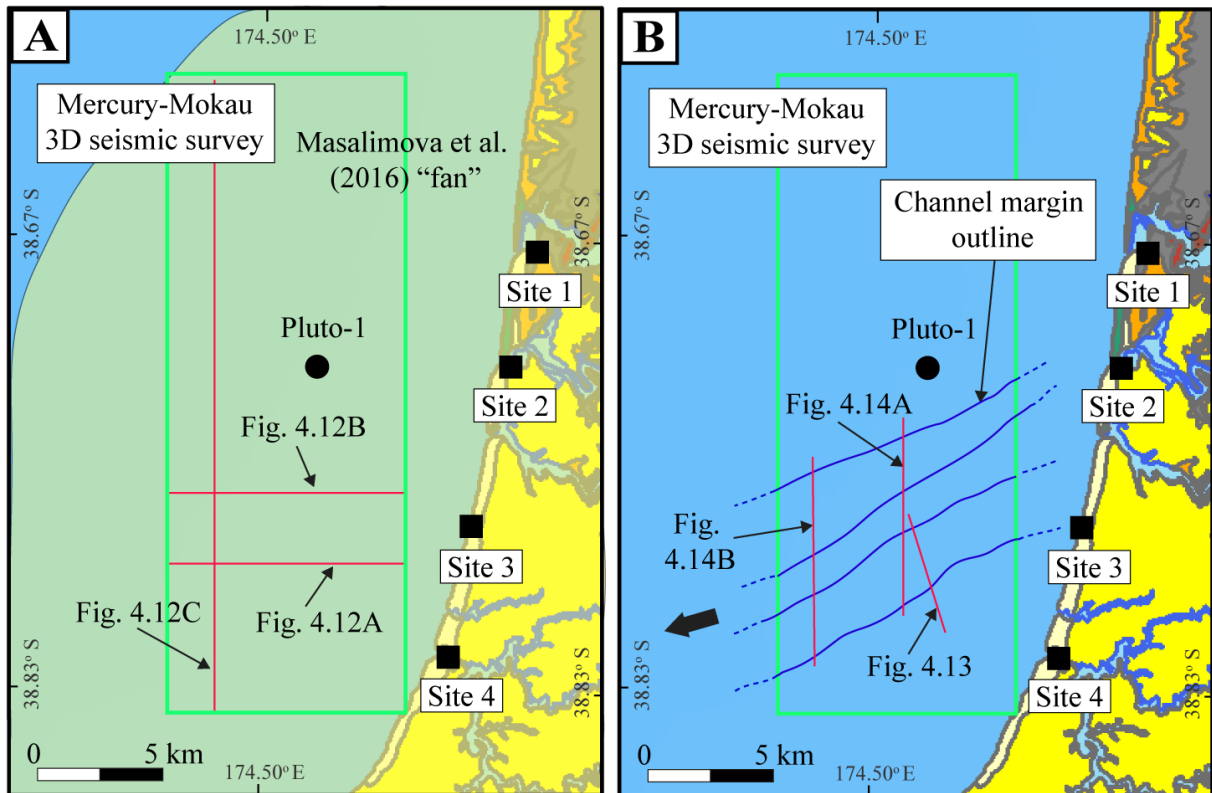 A
174.50° E
Mercury-Mokau
3D seismic survey
Masalimova et al.
(2016) “fan”
38.67° S
38.67° S
Site 1
Pluto-1
Site 2
Fig. 4.12B
Site 3
Fig. 4.12C
Fig. 4.12A
38.83° S
38.83° S
Site 4
0
5 km
174.50° E
B
174.50° E
Mercury-Mokau
3D seismic survey
Channel margin
outline
38.67° S
38.67° S
Site 1
Pluto-1
Site 2
Fig. 4.14A
Fig.
4.14B
Site 3
Fig. 4.13
38.83° S
38.83° S
Site 4
0
5 km
174.50° E